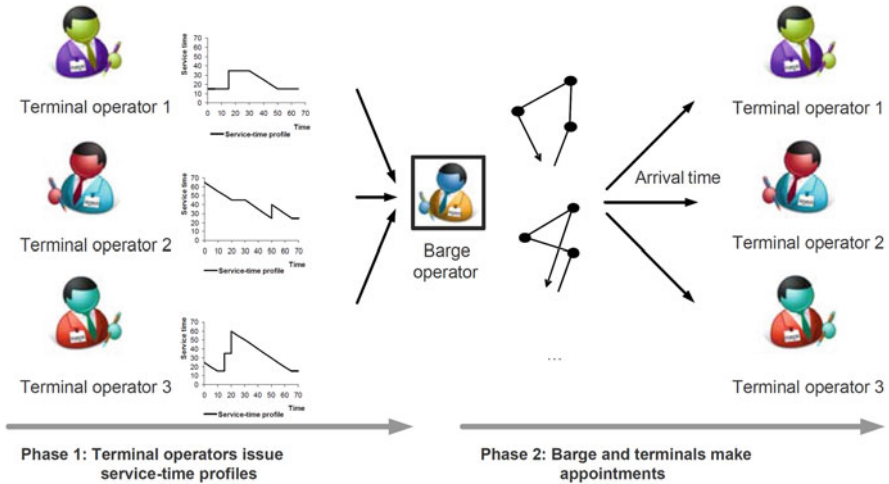 Terminal operator 1
Service time
70
60
50
40
30
20
10
0
0 10 20 30 40 50 60 70
Time
Service-time profile
Terminal operator 2
Service time
70
60
50
40
30
20
10
0
0 10 20 30 40 50 60 70
Time
Service-time profile
Terminal operator 3
Service time
70
60
50
40
30
20
10
0
0 10 20 30 40 50 60 70
Time
Service-time profile
Barge
operator
...
Arrival time
Terminal operator 1
Terminal operator 2
Terminal operator 3
Phase 1: Terminal operators issue
service-time profiles
Phase 2: Barge and terminals make
appointments